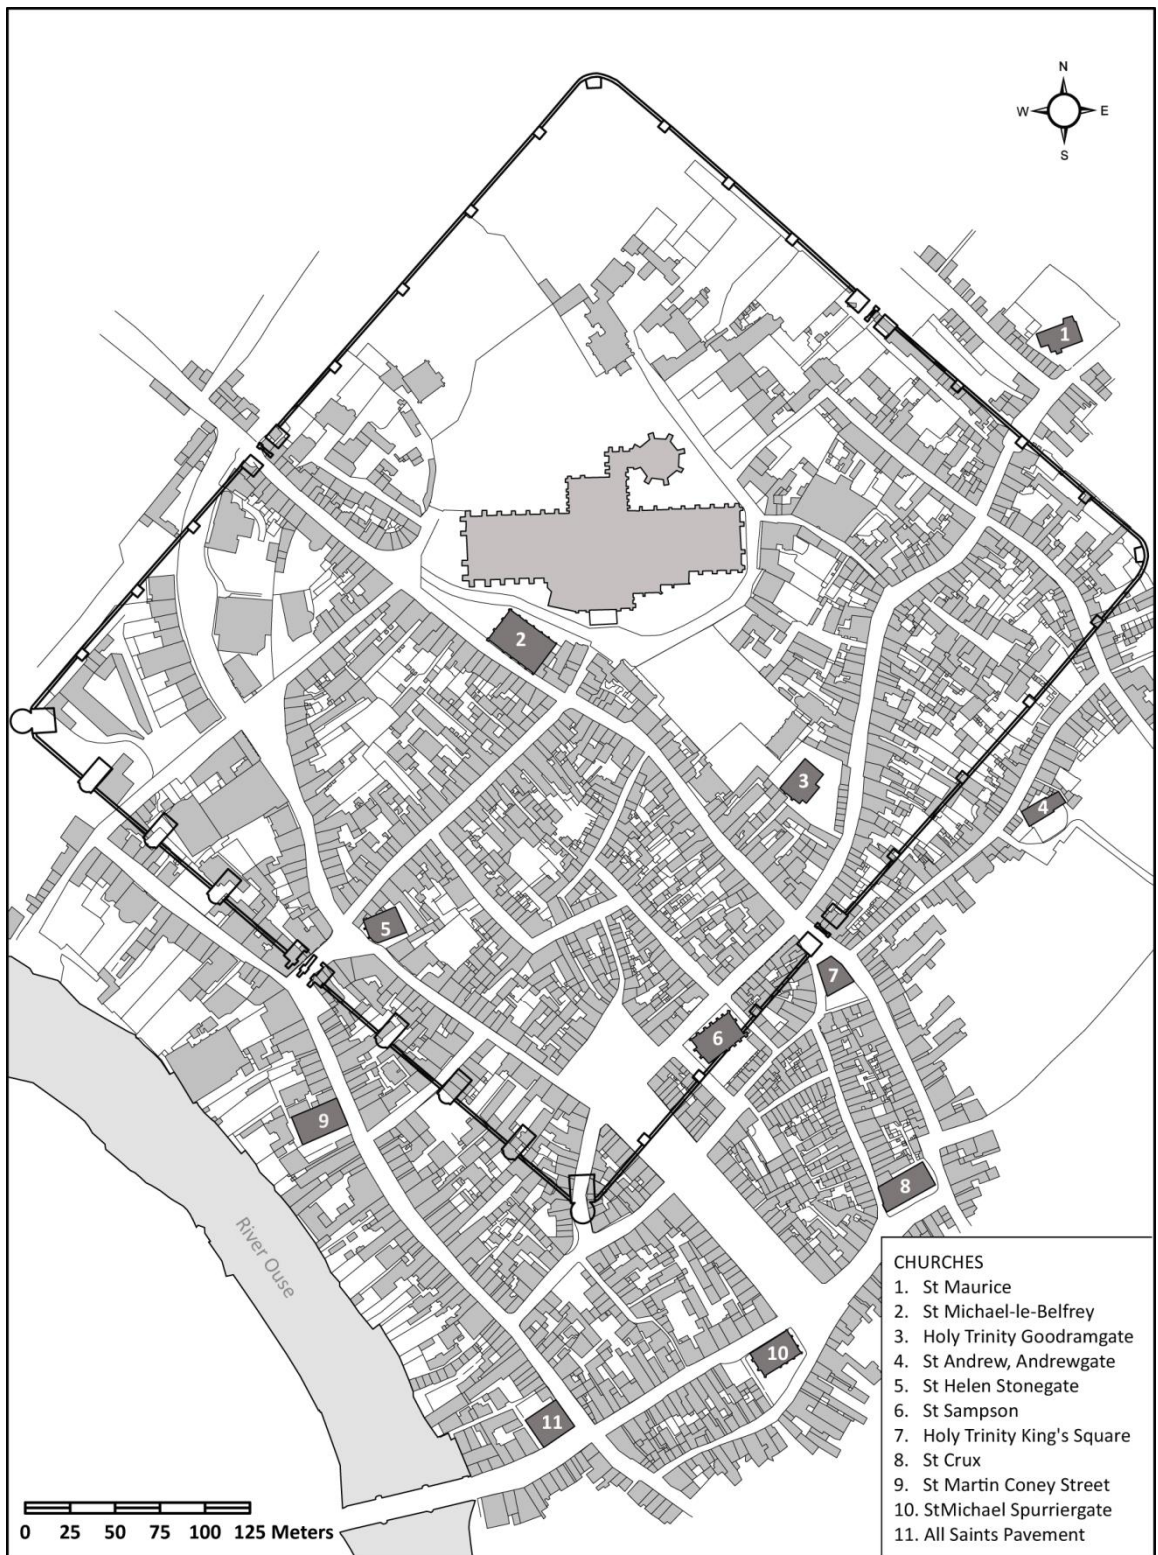 N
W E
S
1
2
3
4
5
6
7
8
9
10
11
River Ouse
0 25 50 75 100 125 Meters
CHURCHES
1. St Maurice
2. St Michael-le-Belfrey
3. Holy Trinity Goodramgate
4. St Andrew, Andrewgate
5. St Helen Stonegate
6. St Sampson
7. Holy Trinity King's Square
8. St Crux
9. St Martin Coney Street
10. StMichael Spurriergate
11. All Saints Pavement